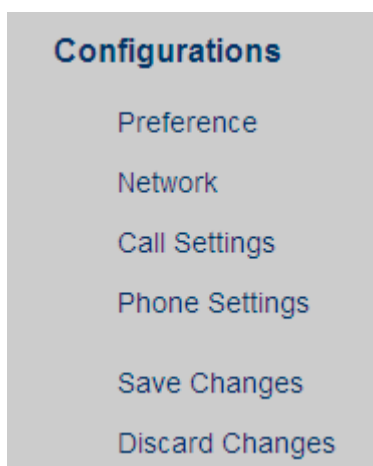 Configurations
Preference
Network
Call Settings
Phone Settings
Save Changes
Discard Changes